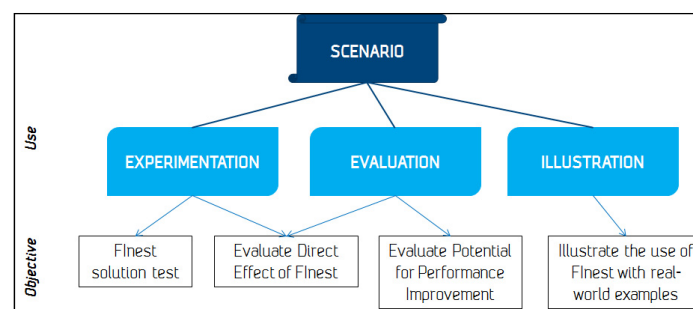 SCENARIO
Use
EXPERIMENTATION
EVALUATION
ILLUSTRATION
Objective
FInest
solution test
Evaluate Direct
Effect of FInest
Evaluate Potential
for Performance
Improvement
Illustrate the use of
FInest with real-
world examples